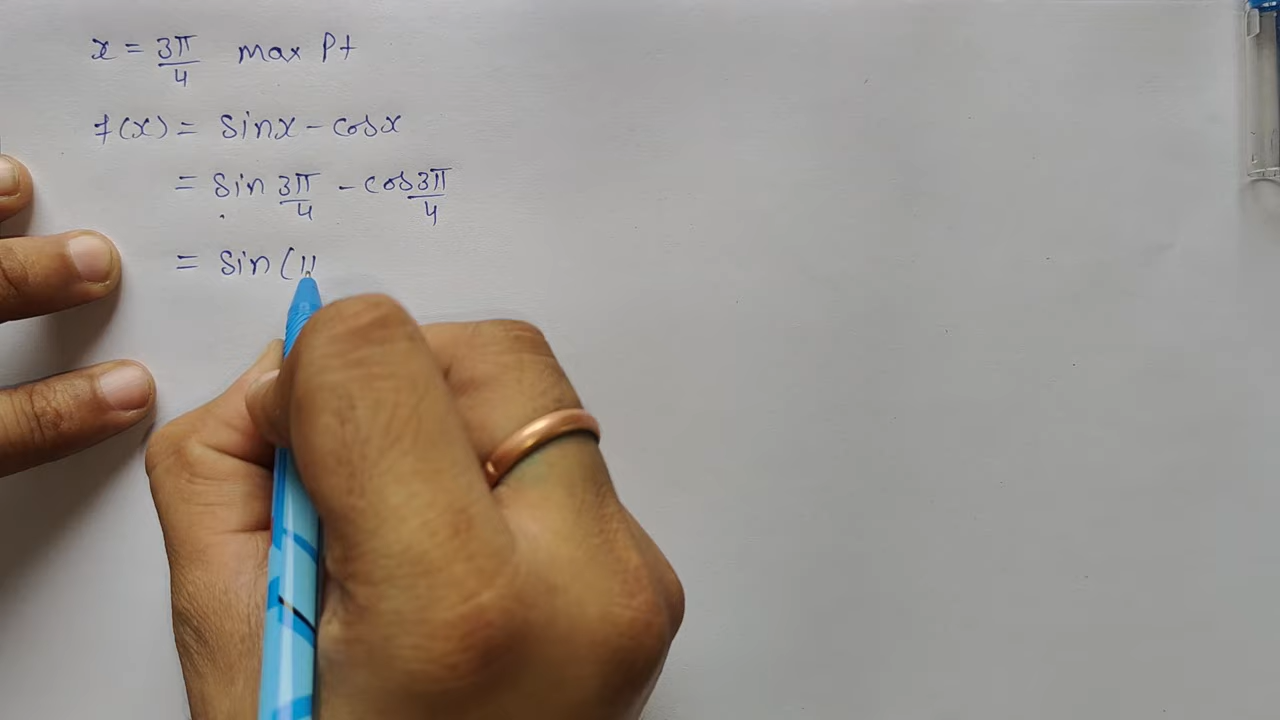 x = 3π/4 max Pt
f(x) = sinx - cosx
= sin 3π/4 - cos 3π/4
= sin (